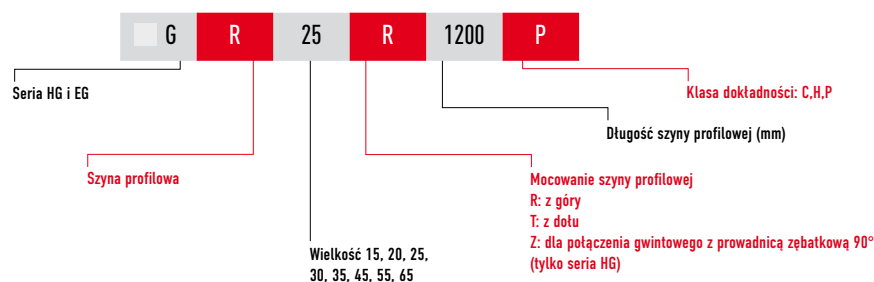 G R 25 R 1200 P
Seria HG i EG
Klasa dokładności: C,H,P
Długość szyny profilowej (mm)
Szyna profilowa
Mocowanie szyny profilowej
R: z góry
T: z dołu
Z: dla połączenia gwintowego z prowadnicą zębatkową 90°
(tylko seria HG)
Wielkość 15, 20, 25,
30, 35, 45, 55, 65